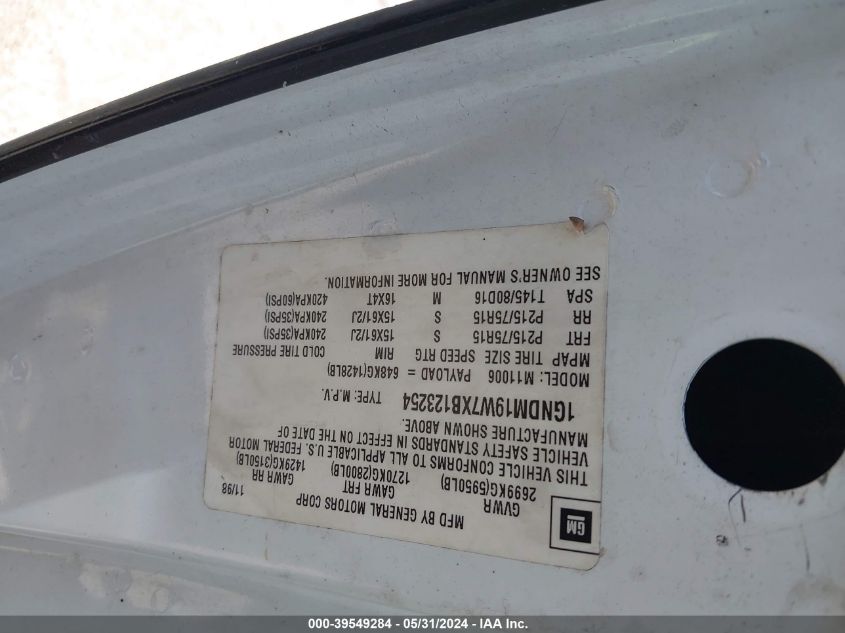 GM
MFD BY GENERAL MOTORS CORP 11/98
GVWR GAWR FRT GAWR RR
2699KG(5950LB) 1270KG(2800LB) 1429KG(3150LB)
THIS VEHICLE CONFORMS TO ALL APPLICABLE U.S. FEDERAL MOTOR
VEHICLE SAFETY STANDARDS IN EFFECT ON THE DATE OF
MANUFACTURE SHOWN ABOVE.
1GNDM19W7XB123254 TYPE: M.P.V.
MODEL: M11006 PAYLOAD = 648KG(1428LB)
MPAP TIRE SIZE SPEED RTG RIM COLD TIRE PRESSURE
FRT P215/75R15 S 15X61/2J 240KPA(35PSI)
RR P215/75R15 S 15X61/2J 240KPA(35PSI)
SPA T145/80D16 M 16X4T 420KPA(60PSI)
SEE OWNER'S MANUAL FOR MORE INFORMATION.
000-39549284 - 05/31/2024 - IAA Inc.